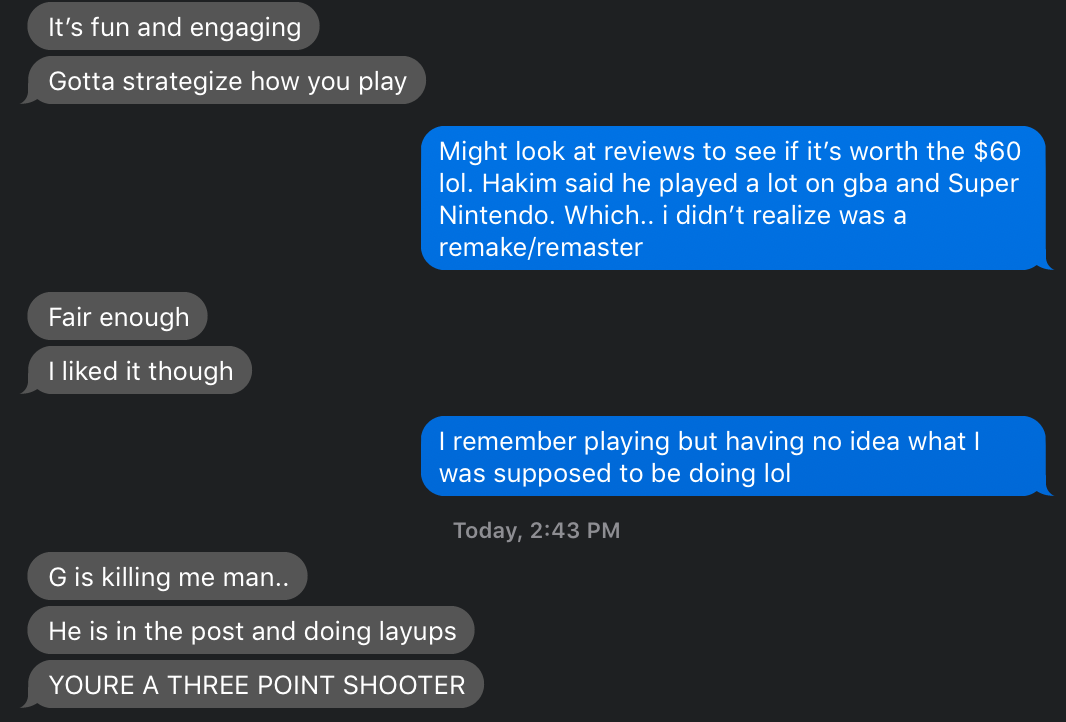 It’s fun and engaging
Gotta strategize how you play
Might look at reviews to see if it’s worth the $60
lol. Hakim said he played a lot on gba and Super
Nintendo. Which.. i didn’t realize was a
remake/remaster
Fair enough
I liked it though
I remember playing but having no idea what I
was supposed to be doing lol
Today, 2:43 PM
G is killing me man..
He is in the post and doing layups
YOURE A THREE POINT SHOOTER